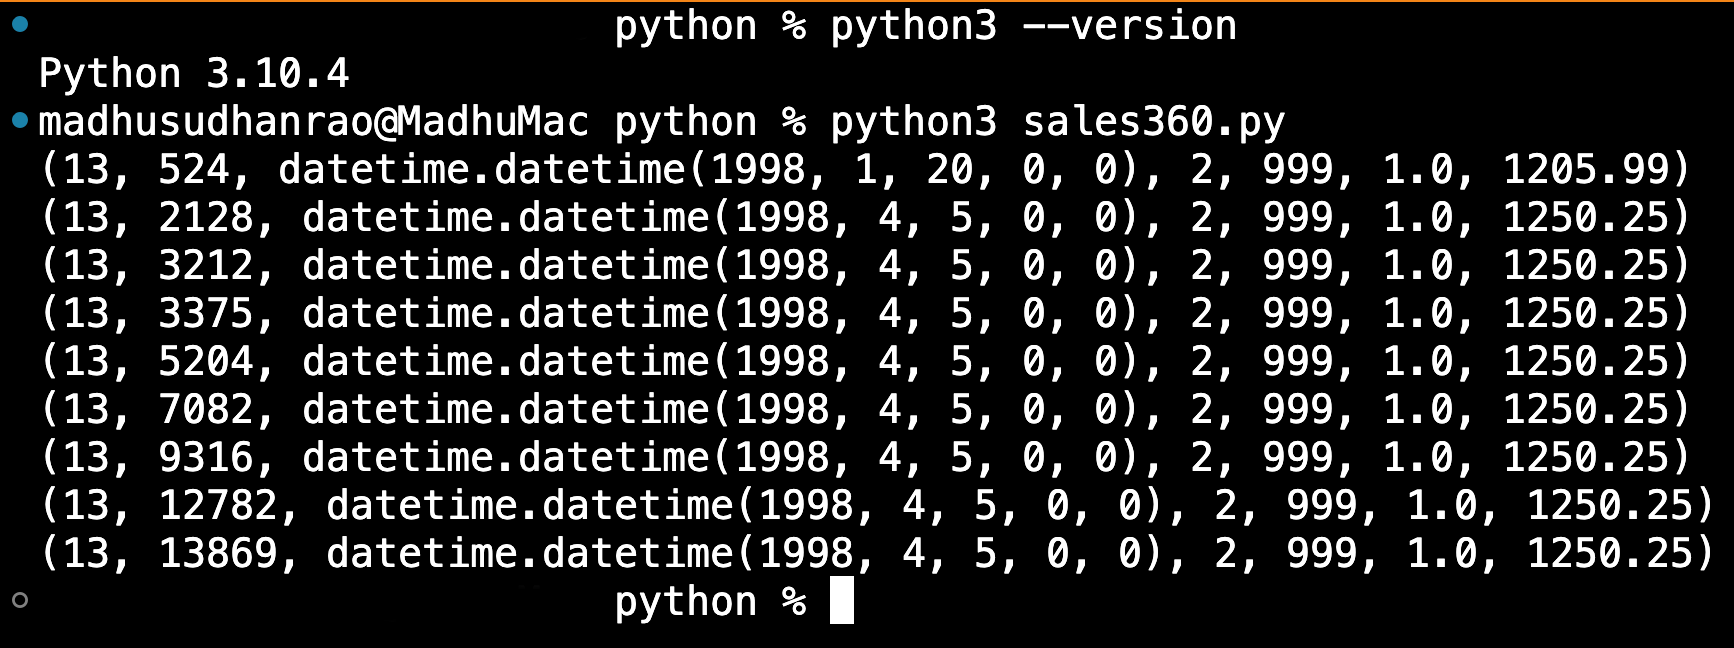 python % python3 --version
Python 3.10.4
madhusudhanrao@MadhuMac python % python3 sales360.py
(13, 524, datetime.datetime(1998, 1, 20, 0, 0), 2, 999, 1.0, 1205.99)
(13, 2128, datetime.datetime(1998, 4, 5, 0, 0), 2, 999, 1.0, 1250.25)
(13, 3212, datetime.datetime(1998, 4, 5, 0, 0), 2, 999, 1.0, 1250.25)
(13, 3375, datetime.datetime(1998, 4, 5, 0, 0), 2, 999, 1.0, 1250.25)
(13, 5204, datetime.datetime(1998, 4, 5, 0, 0), 2, 999, 1.0, 1250.25)
(13, 7082, datetime.datetime(1998, 4, 5, 0, 0), 2, 999, 1.0, 1250.25)
(13, 9316, datetime.datetime(1998, 4, 5, 0, 0), 2, 999, 1.0, 1250.25)
(13, 12782, datetime.datetime(1998, 4, 5, 0, 0), 2, 999, 1.0, 1250.25)
(13, 13869, datetime.datetime(1998, 4, 5, 0, 0), 2, 999, 1.0, 1250.25)
python %